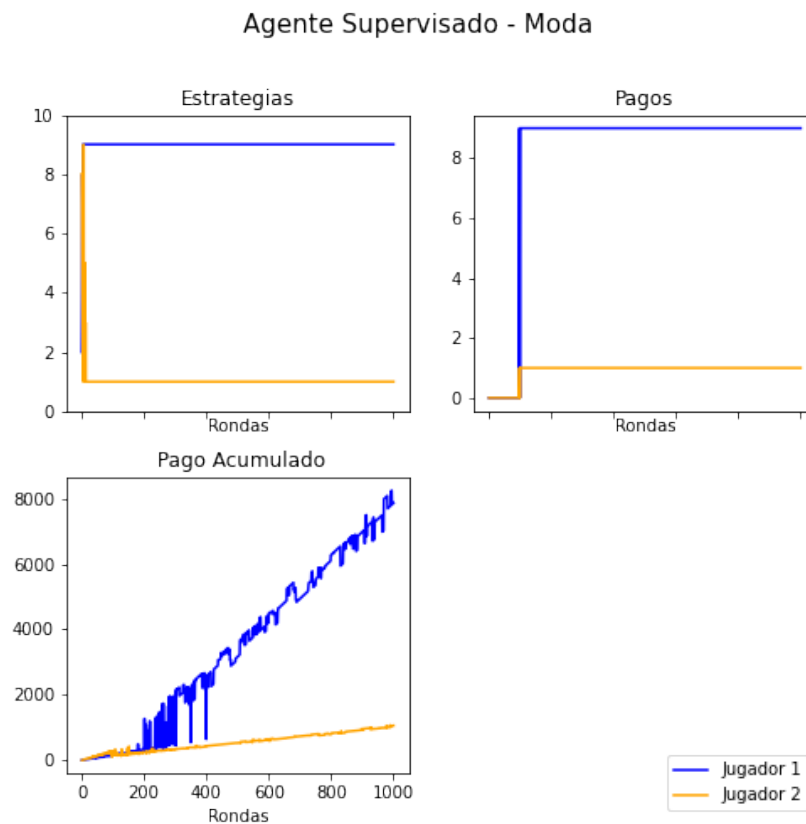 Agente Supervisado - Moda
Estrategias
10
8
6
4
2
0
Rondas
Pagos
8
6
4
2
0
Rondas
Pago Acumulado
8000
6000
4000
2000
0
0 200 400 600 800 1000
Rondas
Jugador 1
Jugador 2